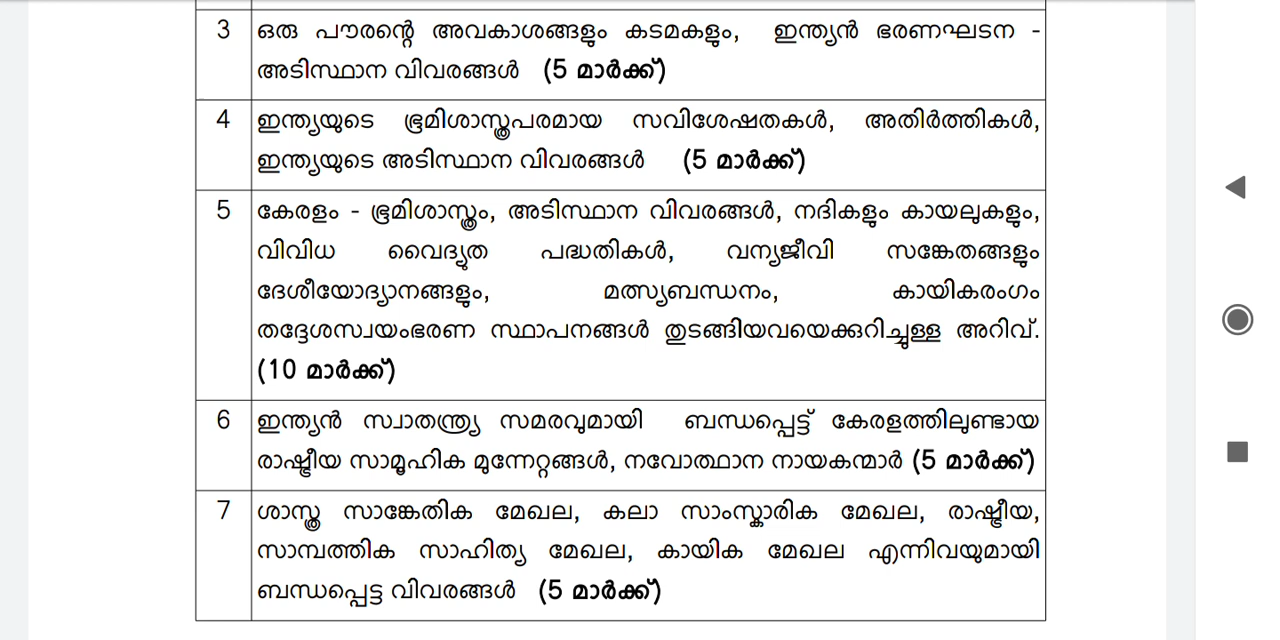 3 ഒരു പൗരന്റെ അവകാശങ്ങളും കടമകളും, ഇന്ത്യൻ ഭരണഘടന -
അടിസ്ഥാന വിവരങ്ങൾ (5 മാർക്ക്)
4 ഇന്ത്യയുടെ ഭൂമിശാസ്ത്രപരമായ സവിശേഷതകൾ, അതിർത്തികൾ,
ഇന്ത്യയുടെ അടിസ്ഥാന വിവരങ്ങൾ (5 മാർക്ക്)
5 കേരളം - ഭൂമിശാസ്ത്രം, അടിസ്ഥാന വിവരങ്ങൾ, നദികളും കായലുകളും,
വിവിധ വൈദ്യുത പദ്ധതികൾ, വന്യജീവി സങ്കേതങ്ങളും
ദേശീയോദ്യാനങ്ങളും, മത്സ്യബന്ധനം, കായികരംഗം
തദ്ദേശസ്വയംഭരണ സ്ഥാപനങ്ങൾ തുടങ്ങിയവയെക്കുറിച്ചുള്ള അറിവ്.
(10 മാർക്ക്)
6 ഇന്ത്യൻ സ്വാതന്ത്ര്യ സമരവുമായി ബന്ധപ്പെട്ട് കേരളത്തിലുണ്ടായ
രാഷ്ട്രീയ സാമൂഹിക മുന്നേറ്റങ്ങൾ, നവോത്ഥാന നായകന്മാർ (5 മാർക്ക്)
7 ശാസ്ത്ര സാങ്കേതിക മേഖല, കലാ സാംസ്കാരിക മേഖല, രാഷ്ട്രീയ,
സാമ്പത്തിക സാഹിത്യ മേഖല, കായിക മേഖല എന്നിവയുമായി
ബന്ധപ്പെട്ട വിവരങ്ങൾ (5 മാർക്ക്)